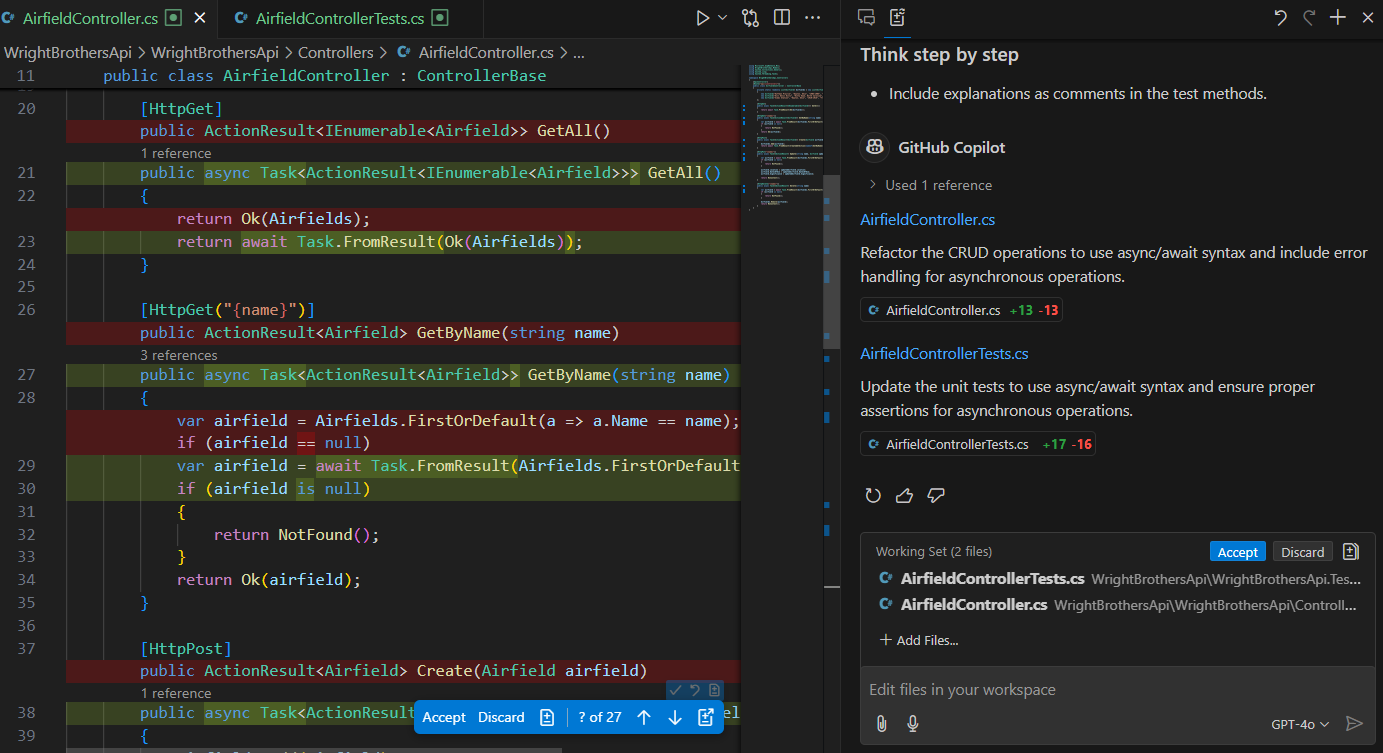 AirfieldController.cs
AirfieldControllerTests.cs
WrightBrothersApi > WrightBrothersApi > Controllers > AirfieldController.cs > ...
11 public class AirfieldController : ControllerBase
20 [HttpGet]
public ActionResult<IEnumerable<Airfield>> GetAll()
1 reference
21 public async Task<ActionResult<IEnumerable<Airfield>>> GetAll()
22 {
return Ok(Airfields);
23 return await Task.FromResult(Ok(Airfields));
24 }
25
26 [HttpGet("{name}")]
public ActionResult<Airfield> GetByName(string name)
3 references
27 public async Task<ActionResult<Airfield>> GetByName(string name)
28 {
var airfield = Airfields.FirstOrDefault(a => a.Name == name);
if (airfield == null)
29 var airfield = await Task.FromResult(Airfields.FirstOrDefault
30 if (airfield is null)
31 {
32 return NotFound();
33 }
34 return Ok(airfield);
35 }
36
37 [HttpPost]
public ActionResult<Airfield> Create(Airfield airfield)
1 reference
38 public async Task<ActionResult
39 {
Accept Discard ? of 27
Think step by step
• Include explanations as comments in the test methods.
GitHub Copilot
> Used 1 reference
AirfieldController.cs
Refactor the CRUD operations to use async/await syntax and include error
handling for asynchronous operations.
AirfieldController.cs +13 -13
AirfieldControllerTests.cs
Update the unit tests to use async/await syntax and ensure proper
assertions for asynchronous operations.
AirfieldControllerTests.cs +17 -16
Working Set (2 files) Accept Discard
AirfieldControllerTests.cs WrightBrothersApi\WrightBrothersApi.Tes...
AirfieldController.cs WrightBrothersApi\WrightBrothersApi\Controll...
+ Add Files...
Edit files in your workspace
GPT-4o